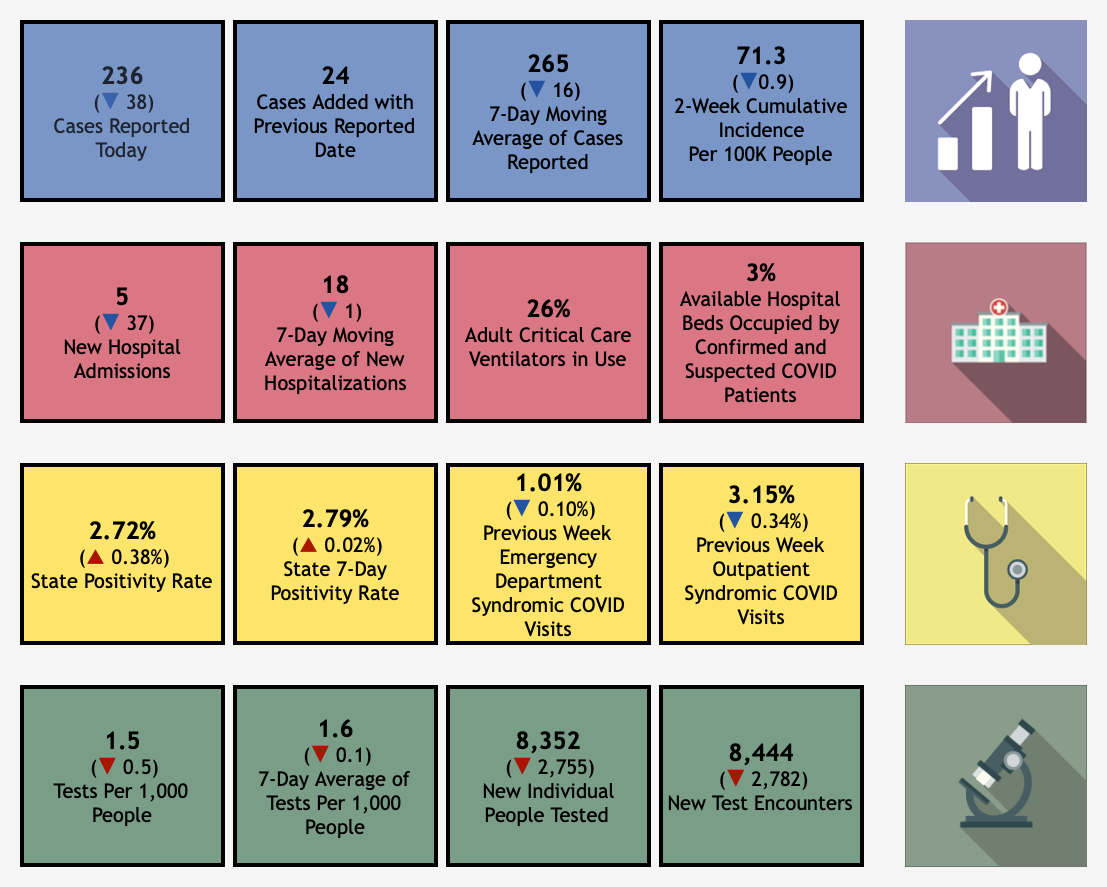 236
(▼ 38)
Cases Reported
Today
24
Cases Added with
Previous Reported
Date
265
(▼ 16)
7-Day Moving
Average of Cases
Reported
71.3
(▼0.9)
2-Week Cumulative
Incidence
Per 100K People
5
(▼ 37)
New Hospital
Admissions
18
(▼ 1)
7-Day Moving
Average of New
Hospitalizations
26%
Adult Critical Care
Ventilators in Use
3%
Available Hospital
Beds Occupied by
Confirmed and
Suspected COVID
Patients
2.72%
(▲ 0.38%)
State Positivity Rate
2.79%
(▲ 0.02%)
State 7-Day
Positivity Rate
1.01%
(▼ 0.10%)
Previous Week
Emergency
Department
Syndromic COVID
Visits
3.15%
(▼ 0.34%)
Previous Week
Outpatient
Syndromic COVID
Visits
1.5
(▼ 0.5)
Tests Per 1,000
People
1.6
(▼ 0.1)
7-Day Average of
Tests Per 1,000
People
8,352
(▼ 2,755)
New Individual
People Tested
8,444
(▼ 2,782)
New Test Encounters